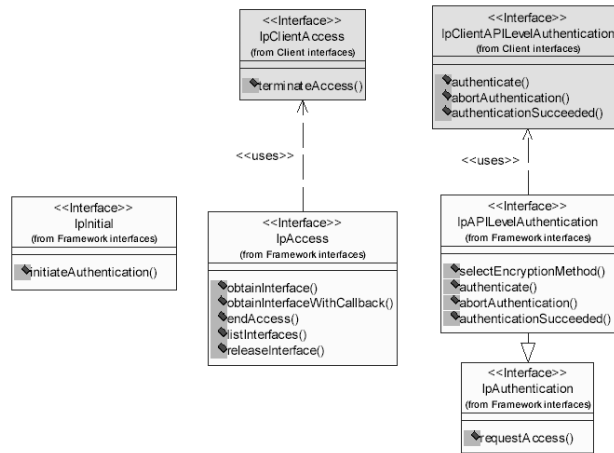 <<Interface>>
IpClientAccess
(from Client interfaces)
terminateAccess()
<<Interface>>
IpClientAPILevelAuthentication
(from Client interfaces)
authenticate()
abortAuthentication()
authenticationSucceeded()
<<uses>>
<<uses>>
<<Interface>>
IpInitial
(from Framework interfaces)
initiateAuthentication()
<<Interface>>
IpAccess
(from Framework interfaces)
obtainInterface()
obtainInterfaceWithCallback()
endAccess()
listInterfaces()
releaseInterface()
<<Interface>>
IpAPILevelAuthentication
(from Framework interfaces)
selectEncryptionMethod()
authenticate()
abortAuthentication()
authenticationSucceeded()
<<Interface>>
IpAuthentication
(from Framework interfaces)
requestAccess()